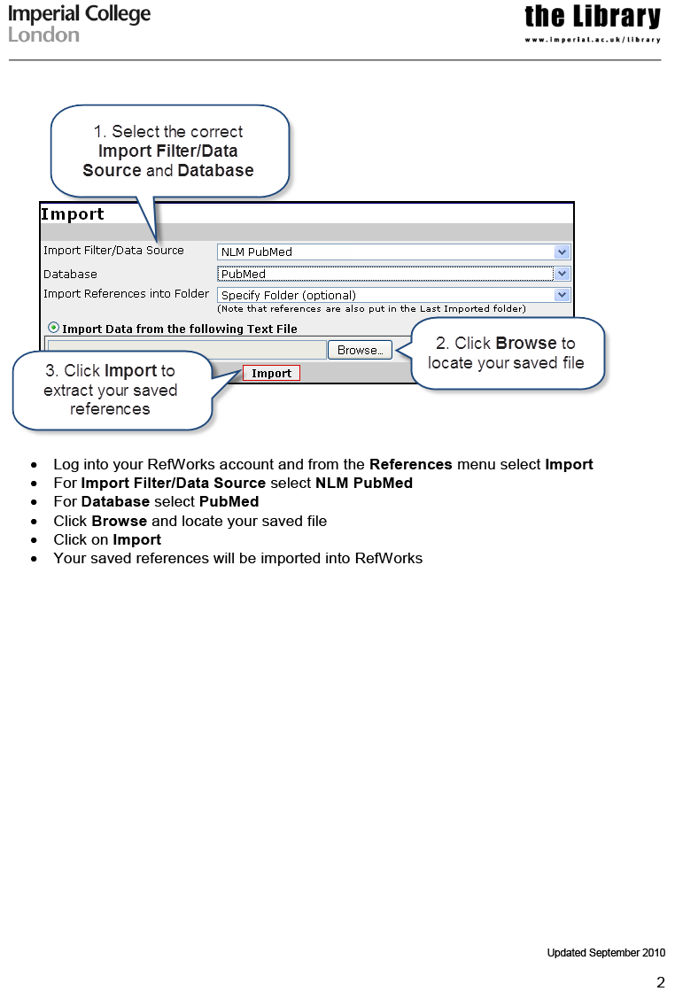 Imperial College
London
the Library
www.imperial.ac.uk/library
1. Select the correct
Import Filter/Data
Source and Database
Import
Import Filter/Data Source
NLM PubMed
Database
PubMed
Import References into Folder
Specify Folder (optional)
(Note that references are also put in the Last Imported folder)
Import Data from the following Text File
Browse...
2. Click Browse to
locate your saved file
3. Click Import to
extract your saved
references
Import
• Log into your RefWorks account and from the References menu select Import
• For Import Filter/Data Source select NLM PubMed
• For Database select PubMed
• Click Browse and locate your saved file
• Click on Import
• Your saved references will be imported into RefWorks
Updated September 2010
2